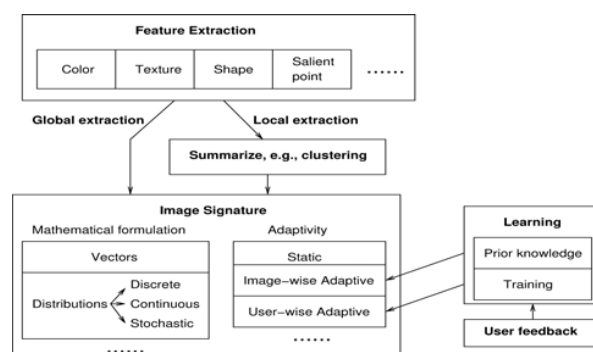 Feature Extraction
Color
Texture
Shape
Salient
point
......
Global extraction
Local extraction
Summarize, e.g., clustering
Image Signature
Mathematical formulation
Adaptivity
Vectors
Distributions
Discrete
Continuous
Stochastic
......
Static
Image-wise Adaptive
User-wise Adaptive
......
Learning
Prior knowledge
Training
User feedback